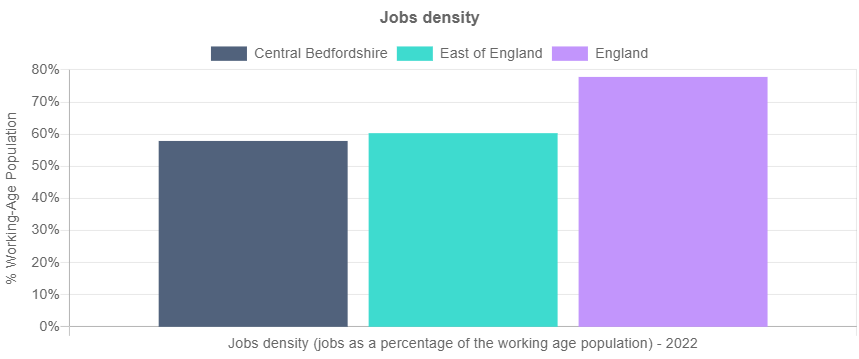 Jobs density
Central Bedfordshire East of England England
% Working-Age Population
80%
70%
60%
50%
40%
30%
20%
10%
0%
Jobs density (jobs as a percentage of the working age population) - 2022